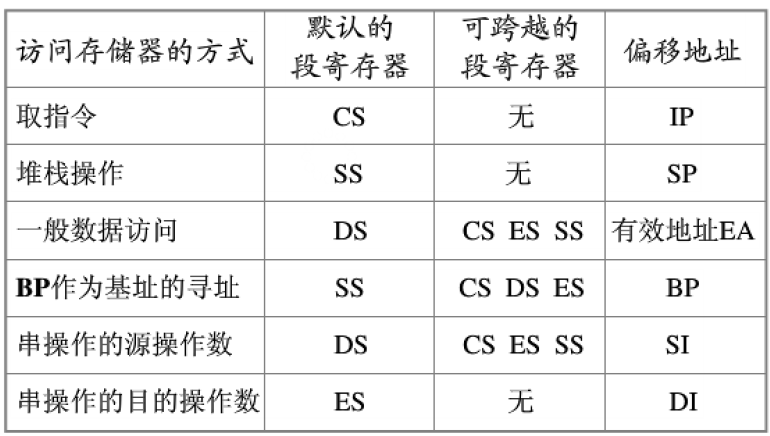 访问存储器的方式 默认的段寄存器 可跨越的段寄存器 偏移地址
取指令 CS 无 IP
堆栈操作 SS 无 SP
一般数据访问 DS CS ES SS 有效地址EA
BP作为基址的寻址 SS CS DS ES BP
串操作的源操作数 DS CS ES SS SI
串操作的目的操作数 ES 无 DI